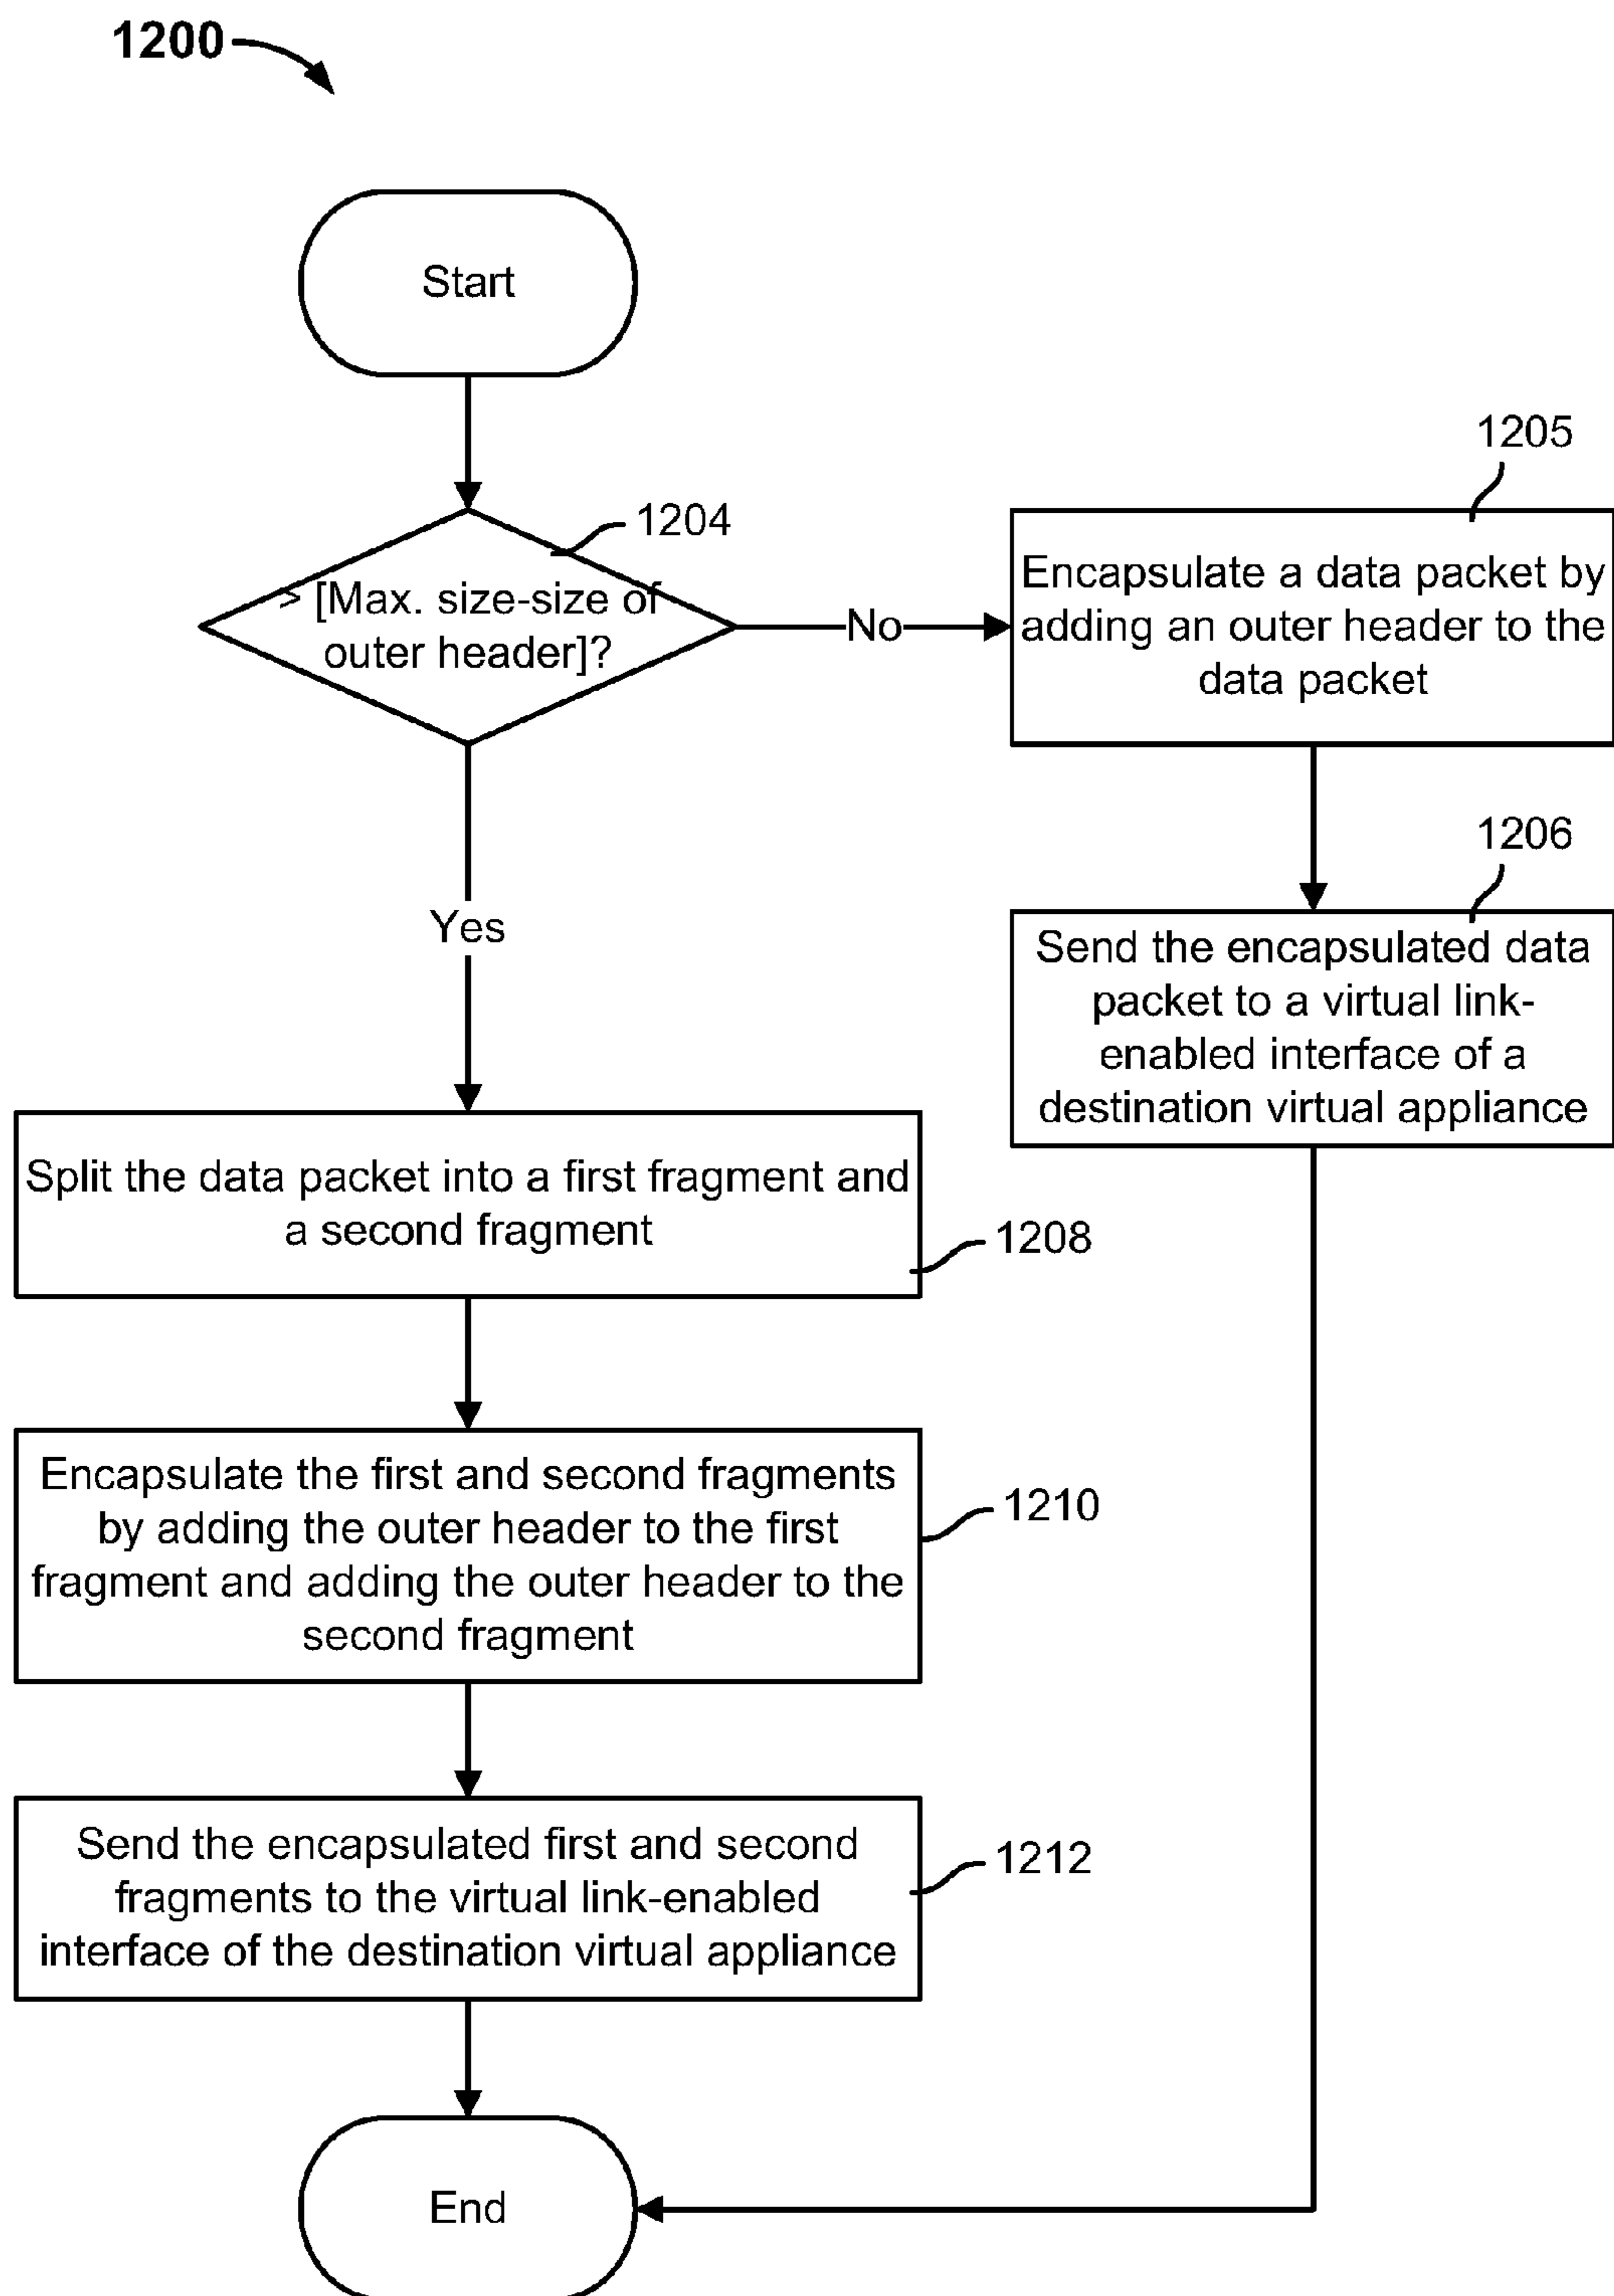 1200
Start
1204
> [Max. size-size of
outer header]?
No
1205
Encapsulate a data packet by
adding an outer header to the
data packet
1206
Send the encapsulated data
packet to a virtual link-
enabled interface of a
destination virtual appliance
Yes
Split the data packet into a first fragment and
a second fragment
1208
Encapsulate the first and second fragments
by adding the outer header to the first
fragment and adding the outer header to the
second fragment
1210
Send the encapsulated first and second
fragments to the virtual link-enabled
interface of the destination virtual appliance
1212
End